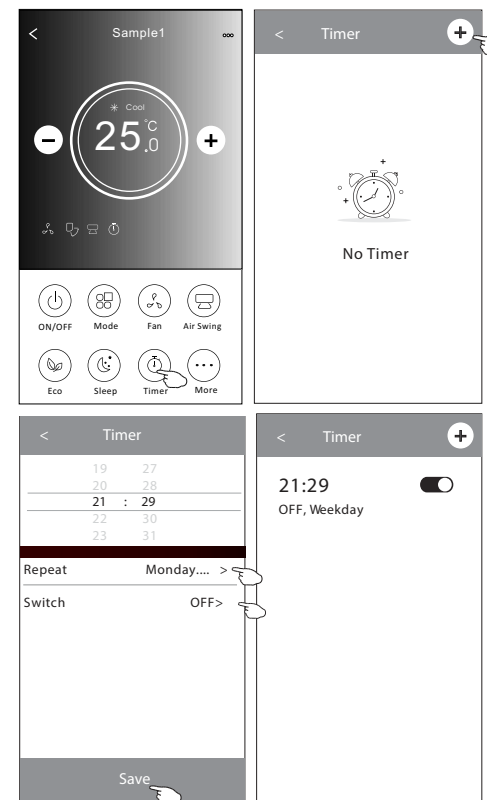 < Sample1 ooo
Cool
25.0 °C
− +
ON/OFF Mode Fan Air Swing
Eco Sleep Timer More
< Timer +
No Timer
< Timer
19 27
20 28
21 : 29
22 30
23 31
Repeat Monday.... >
Switch OFF>
Save
< Timer +
21:29
OFF, Weekday